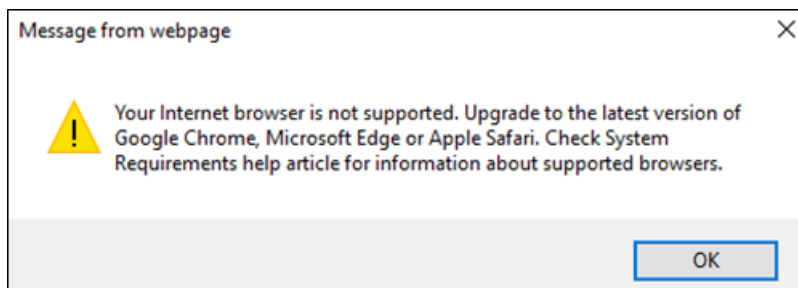 Message from webpage
Your Internet browser is not supported. Upgrade to the latest version of
Google Chrome, Microsoft Edge or Apple Safari. Check System
Requirements help article for information about supported browsers.
OK